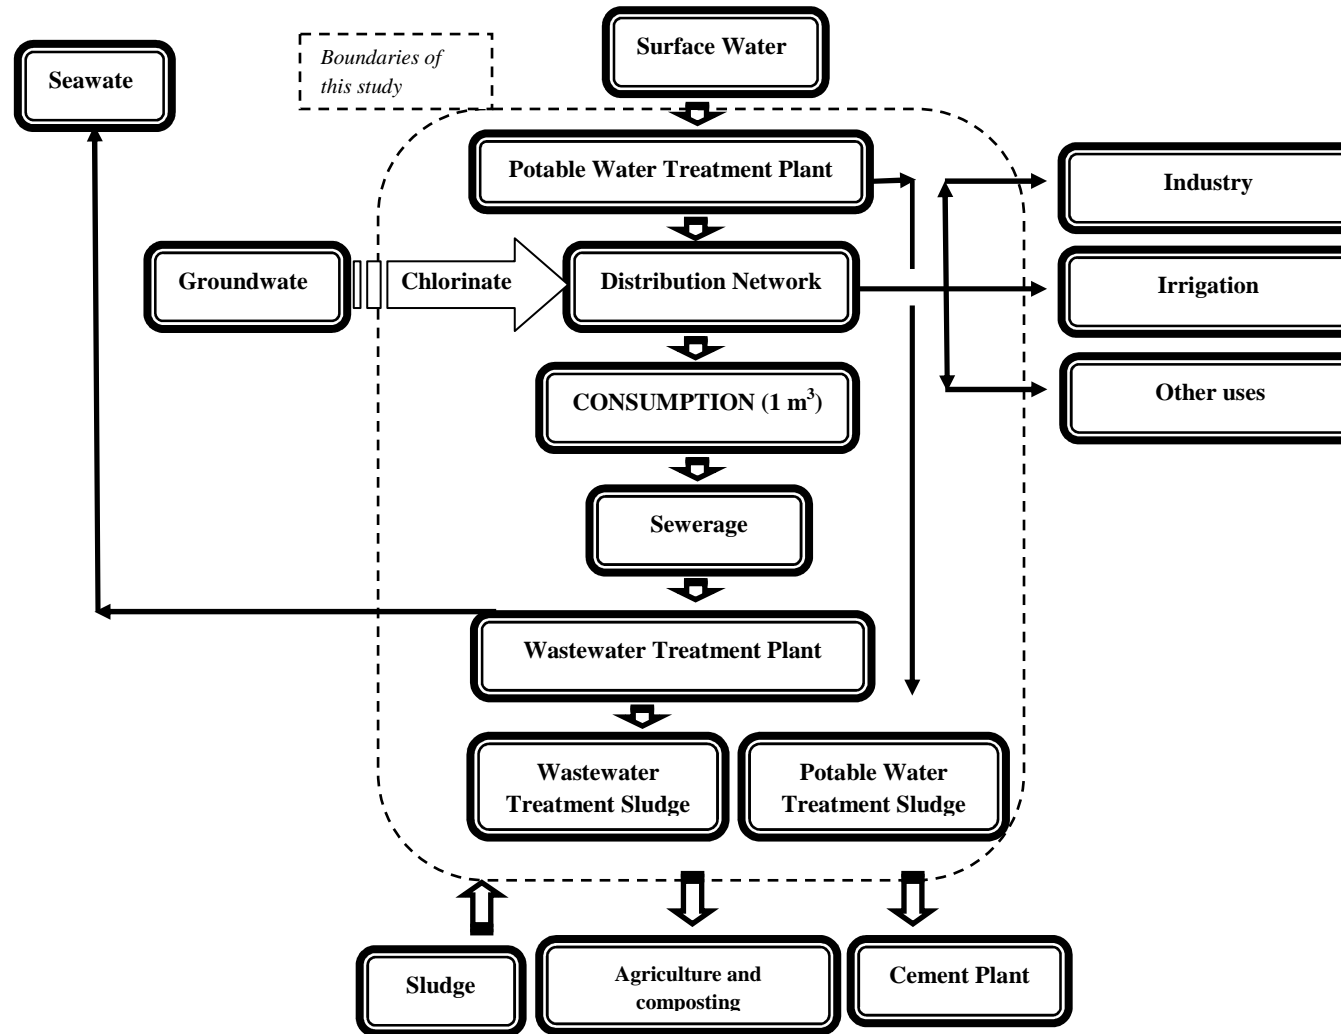 Surface Water
Boundaries of
this study
Seawate
Potable Water Treatment Plant
Industry
Groundwate
Chlorinate
Distribution Network
Irrigation
CONSUMPTION (1 m³)
Other uses
Sewerage
Wastewater Treatment Plant
Wastewater
Treatment Sludge
Potable Water
Treatment Sludge
Sludge
Agriculture and
composting
Cement Plant